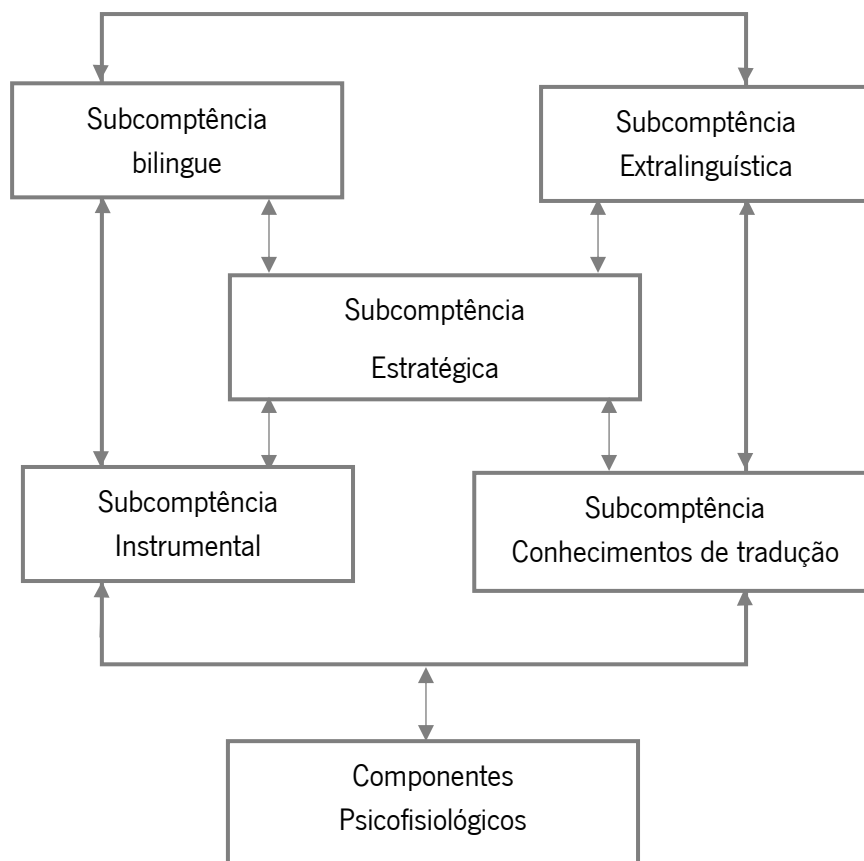 Subcomptência
bilingue
Subcomptência
Extralinguística
Subcomptência
Estratégica
Subcomptência
Instrumental
Subcomptência
Conhecimentos de tradução
Componentes
Psicofisiológicos